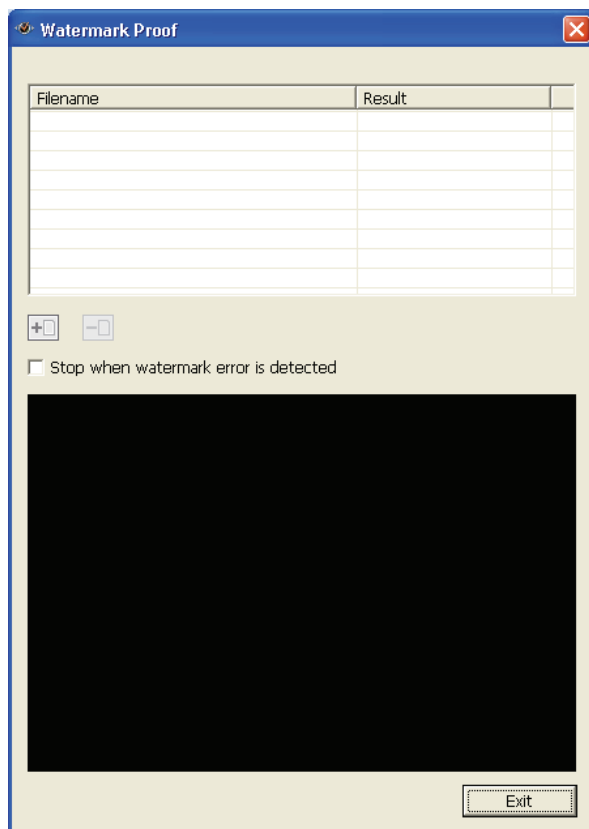 Watermark Proof
Filename Result
Stop when watermark error is detected
Exit